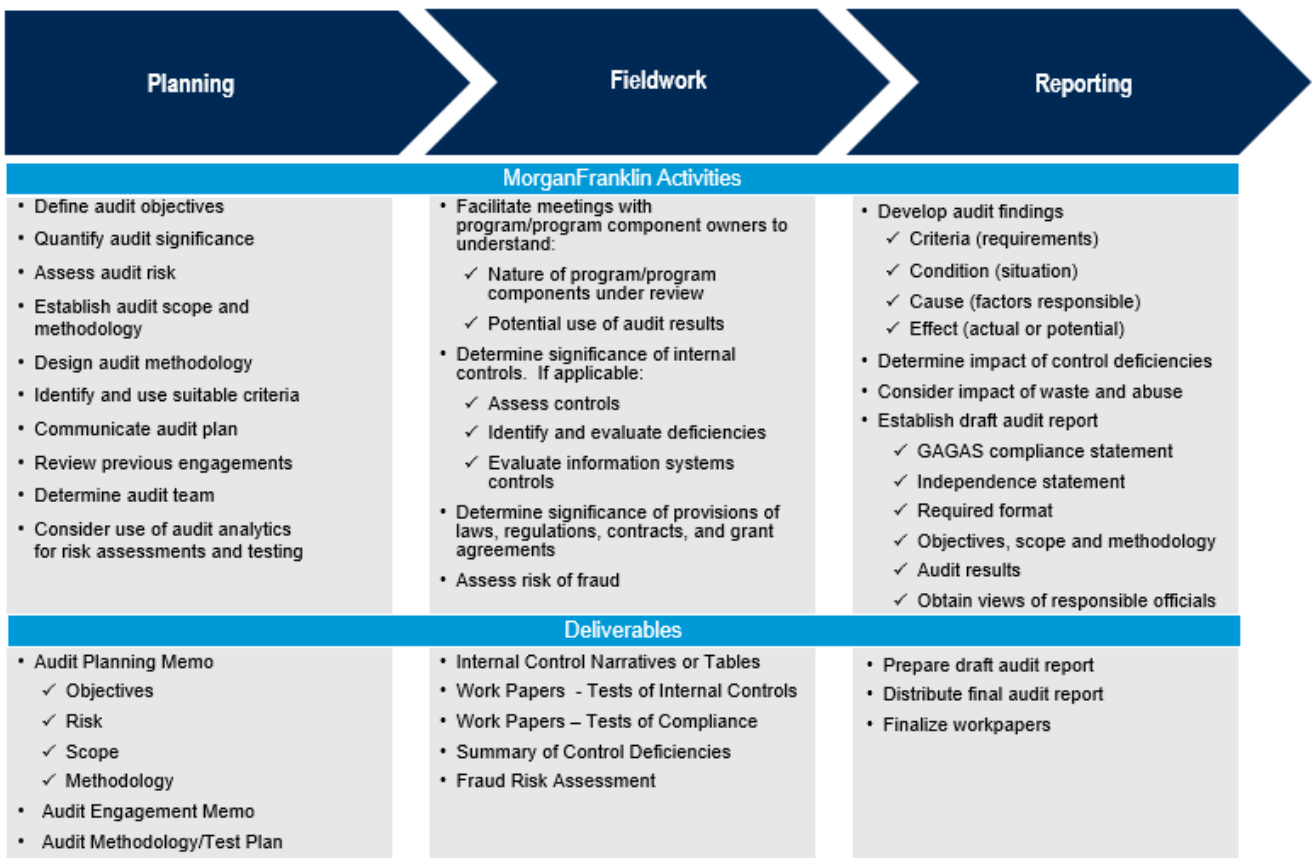 Planning
Fieldwork
Reporting
MorganFranklin Activities
• Define audit objectives
• Quantify audit significance
• Assess audit risk
• Establish audit scope and
methodology
• Design audit methodology
• Identify and use suitable criteria
• Communicate audit plan
• Review previous engagements
• Determine audit team
• Consider use of audit analytics
for risk assessments and testing
• Facilitate meetings with
program/program component owners to
understand:
✓ Nature of program/program
components under review
✓ Potential use of audit results
• Determine significance of internal
controls. If applicable:
✓ Assess controls
✓ Identify and evaluate deficiencies
✓ Evaluate information systems
controls
• Determine significance of provisions of
laws, regulations, contracts, and grant
agreements
• Assess risk of fraud
• Develop audit findings
✓ Criteria (requirements)
✓ Condition (situation)
✓ Cause (factors responsible)
✓ Effect (actual or potential)
• Determine impact of control deficiencies
• Consider impact of waste and abuse
• Establish draft audit report
✓ GAGAS compliance statement
✓ Independence statement
✓ Required format
✓ Objectives, scope and methodology
✓ Audit results
✓ Obtain views of responsible officials
Deliverables
• Audit Planning Memo
✓ Objectives
✓ Risk
✓ Scope
✓ Methodology
• Audit Engagement Memo
• Audit Methodology/Test Plan
• Internal Control Narratives or Tables
• Work Papers - Tests of Internal Controls
• Work Papers – Tests of Compliance
• Summary of Control Deficiencies
• Fraud Risk Assessment
• Prepare draft audit report
• Distribute final audit report
• Finalize workpapers